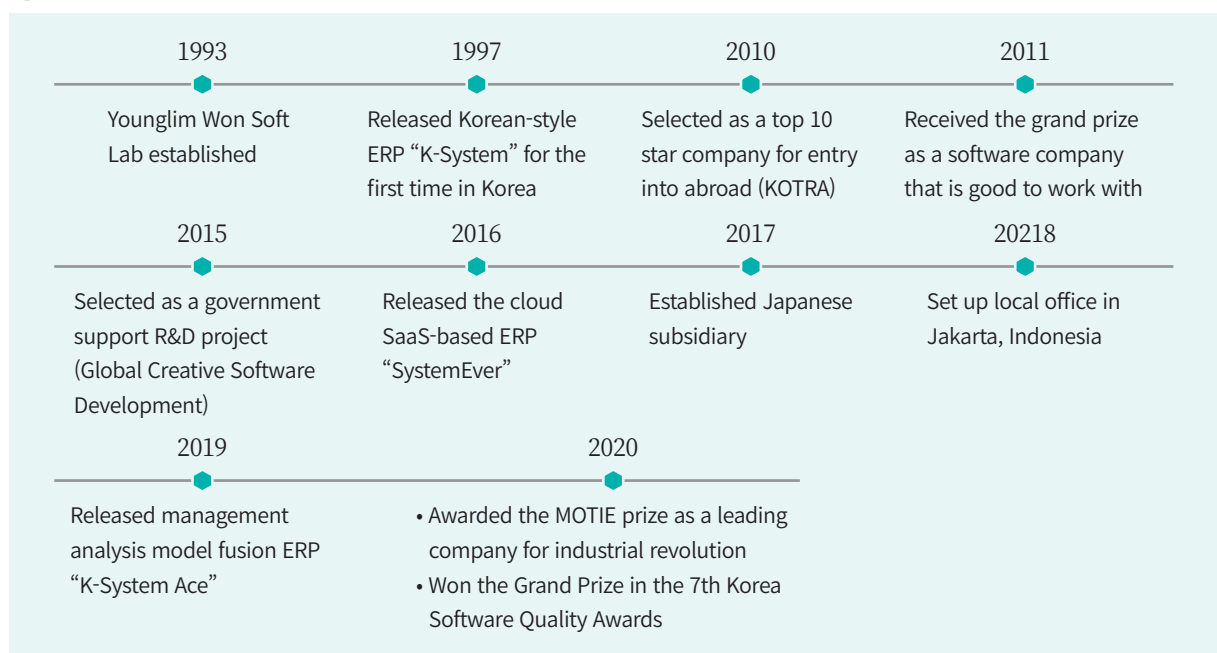 1993
Younglim Won Soft
Lab established
1997
Released Korean-style
ERP “K-System” for the
first time in Korea
2010
Selected as a top 10
star company for entry
into abroad (KOTRA)
2011
Received the grand prize
as a software company
that is good to work with
2015
Selected as a government
support R&D project
(Global Creative Software
Development)
2016
Released the cloud
SaaS-based ERP
“SystemEver”
2017
Established Japanese
subsidiary
20218
Set up local office in
Jakarta, Indonesia
2019
Released management
analysis model fusion ERP
“K-System Ace”
2020
• Awarded the MOTIE prize as a leading
company for industrial revolution
• Won the Grand Prize in the 7th Korea
Software Quality Awards